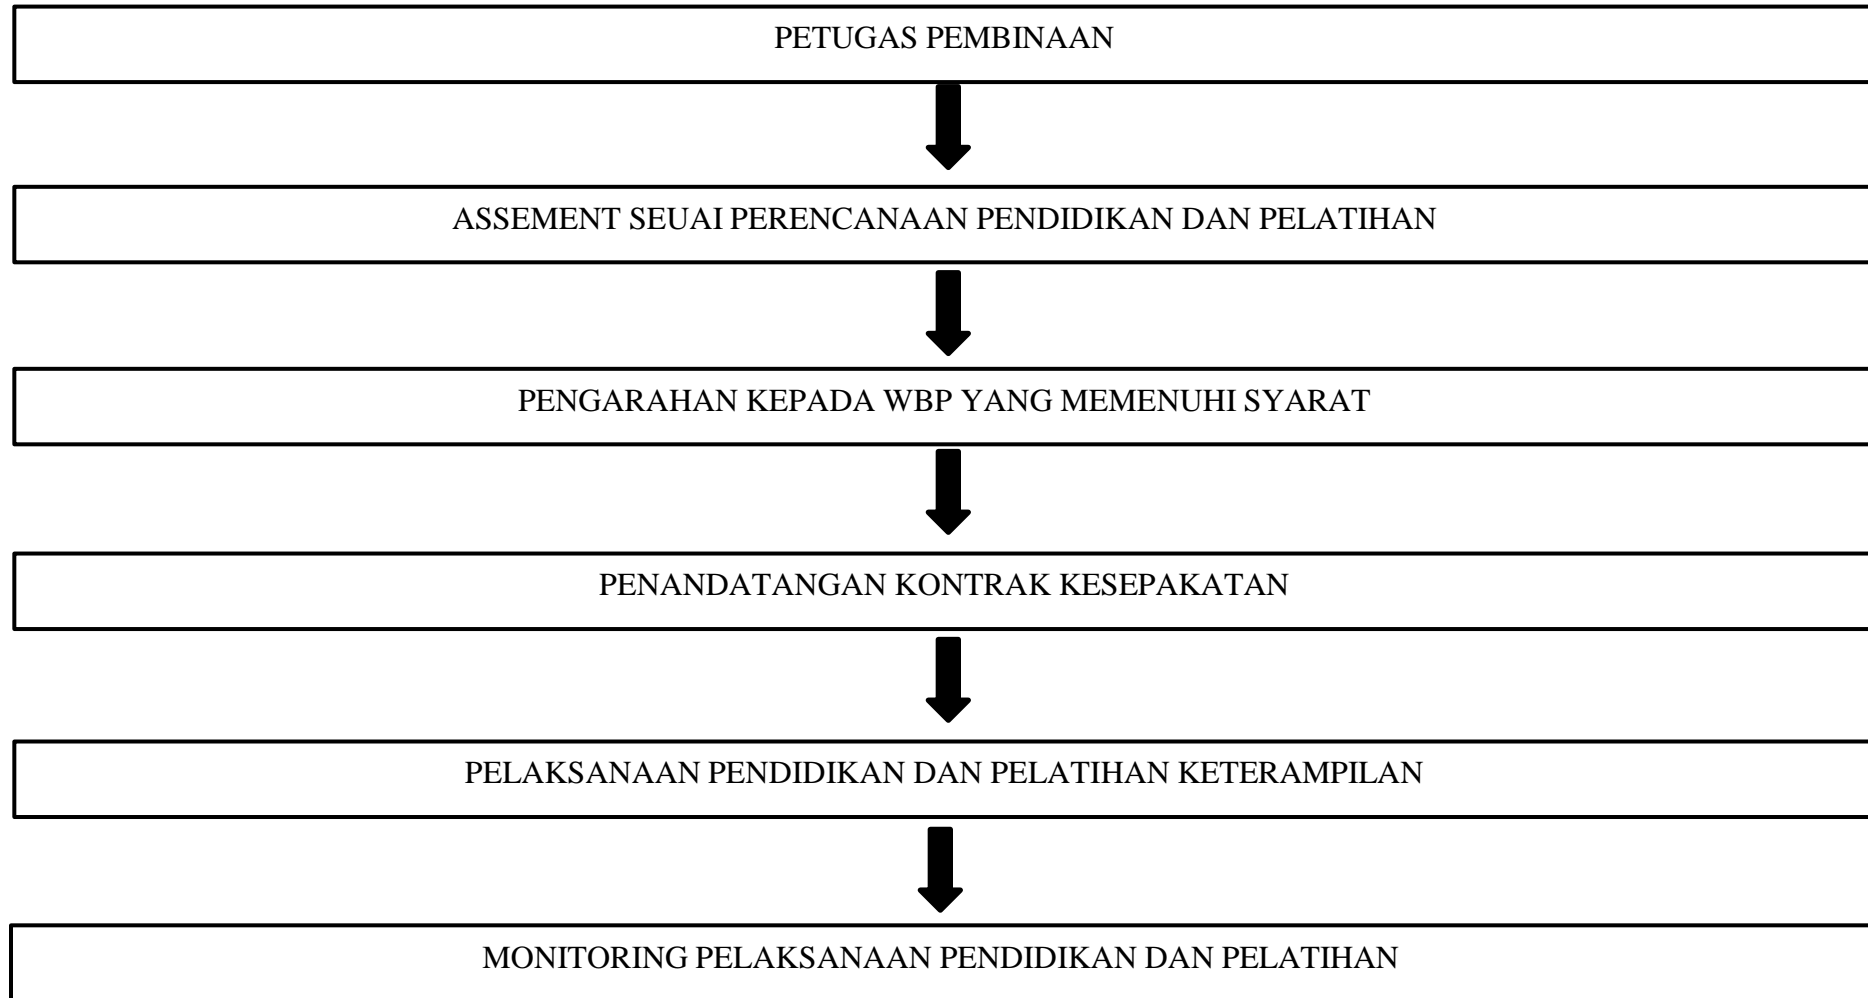 PETUGAS PEMBINAAN
ASSEMENT SEUAI PERENCANAAN PENDIDIKAN DAN PELATIHAN
PENGARAHAN KEPADA WBP YANG MEMENUHI SYARAT
PENANDATANGAN KONTRAK KESEPAKATAN
PELAKSANAAN PENDIDIKAN DAN PELATIHAN KETERAMPILAN
MONITORING PELAKSANAAN PENDIDIKAN DAN PELATIHAN